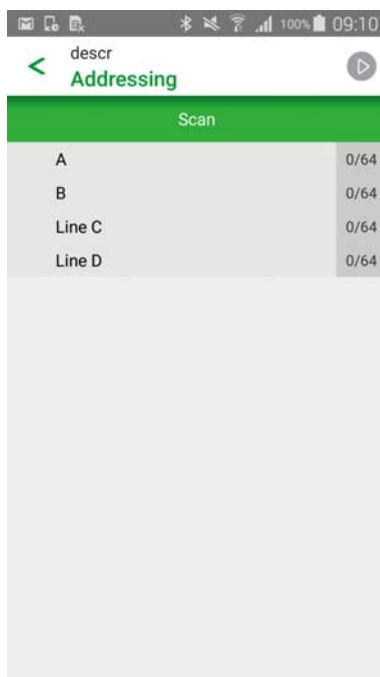 100% 09:10
descr
Addressing
Scan
A 0/64
B 0/64
Line C 0/64
Line D 0/64